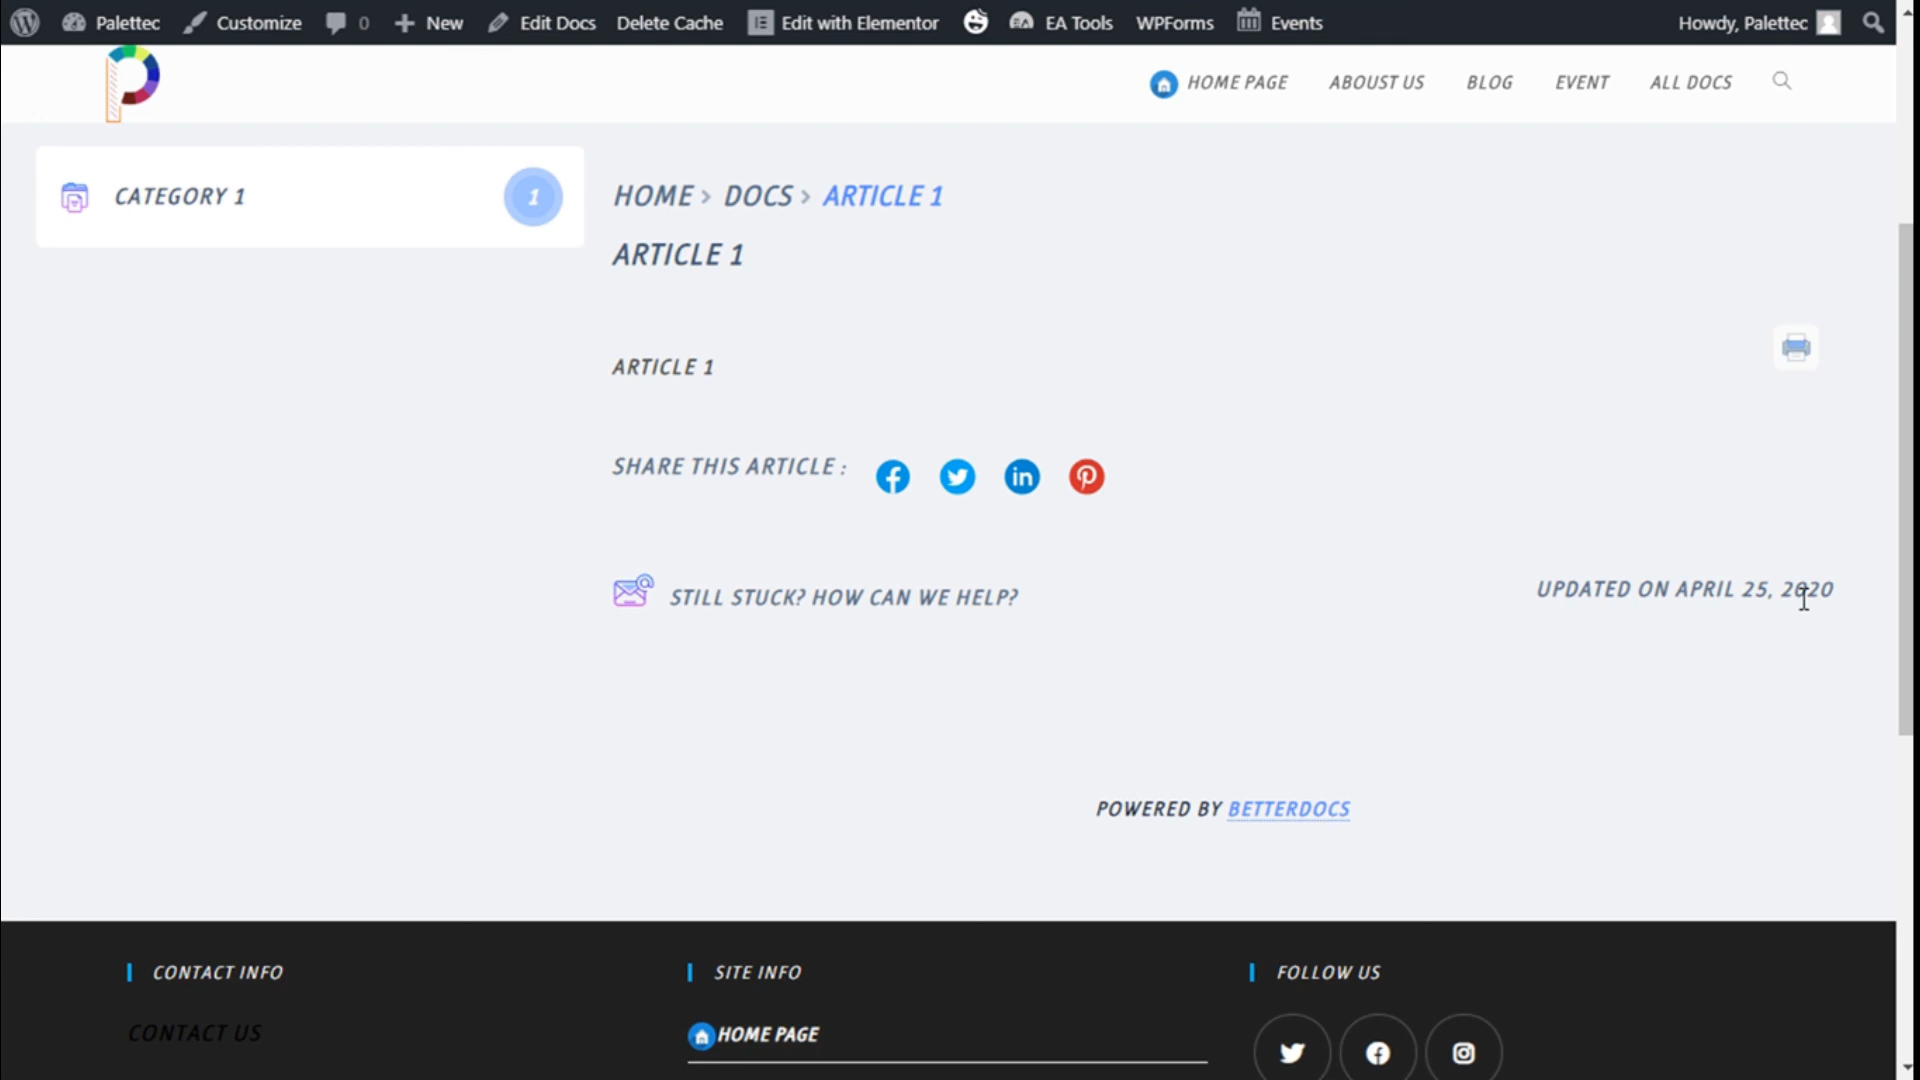 Palettec Customize 0 New Edit Docs Delete Cache Edit with Elementor EA Tools WPForms Events Howdy, Palettec
HOME PAGE ABOUST US BLOG EVENT ALL DOCS
CATEGORY 1 1
HOME > DOCS > ARTICLE 1
ARTICLE 1
ARTICLE 1
SHARE THIS ARTICLE :
STILL STUCK? HOW CAN WE HELP?
UPDATED ON APRIL 25, 2020
POWERED BY BETTERDOCS
CONTACT INFO SITE INFO FOLLOW US
CONTACT US HOME PAGE